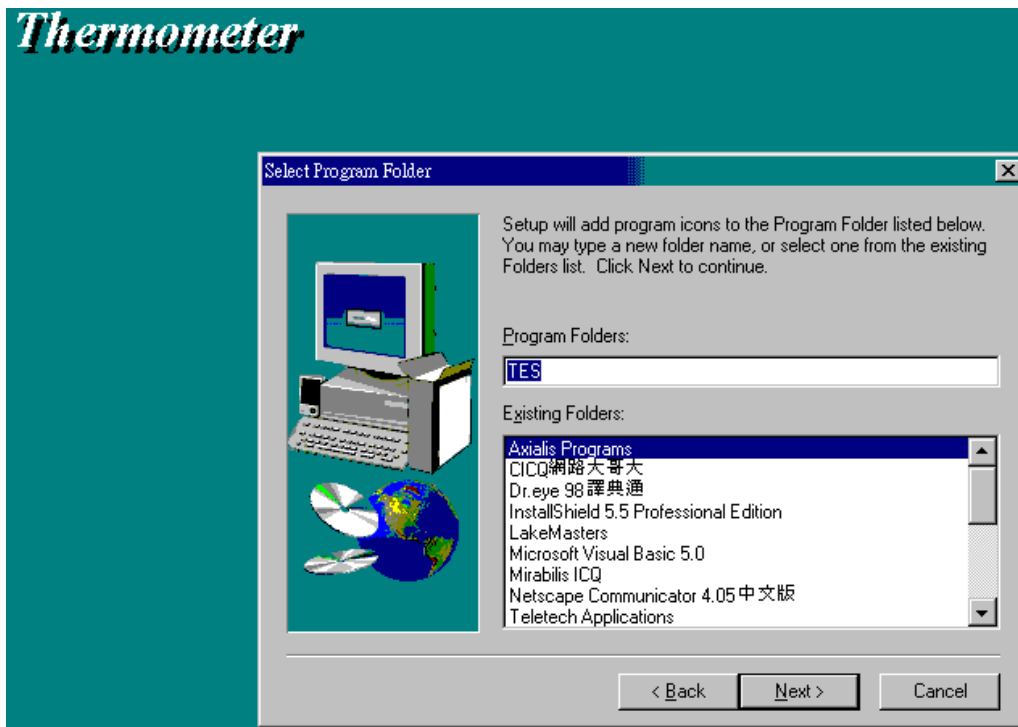 Thermometer
Select Program Folder
Setup will add program icons to the Program Folder listed below.
You may type a new folder name, or select one from the existing
Folders list. Click Next to continue.
Program Folders:
TES
Existing Folders:
Axialis Programs
CICQ網路大哥大
Dr.eye 98譯典通
InstallShield 5.5 Professional Edition
LakeMasters
Microsoft Visual Basic 5.0
Mirabilis ICQ
Netscape Communicator 4.05中文版
Teletech Applications
< Back Next > Cancel